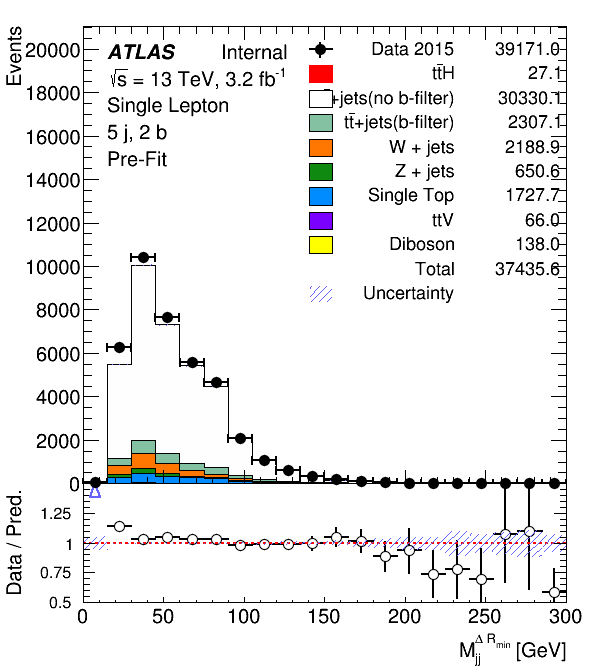 Events
20000
18000
16000
14000
12000
10000
8000
6000
4000
2000
0
ATLAS Internal
√s = 13 TeV, 3.2 fb⁻¹
Single Lepton
5 j, 2 b
Pre-Fit
Data 2015 39171.0
tt̄H 27.1
+jets(no b-filter) 30330.1
tt̄+jets(b-filter) 2307.1
W + jets 2188.9
Z + jets 650.6
Single Top 1727.7
ttV 66.0
Diboson 138.0
Total 37435.6
Uncertainty
Data / Pred.
1.25
1
0.75
0.5
0 50 100 150 200 250 300
M_jj^Δ R_min [GeV]